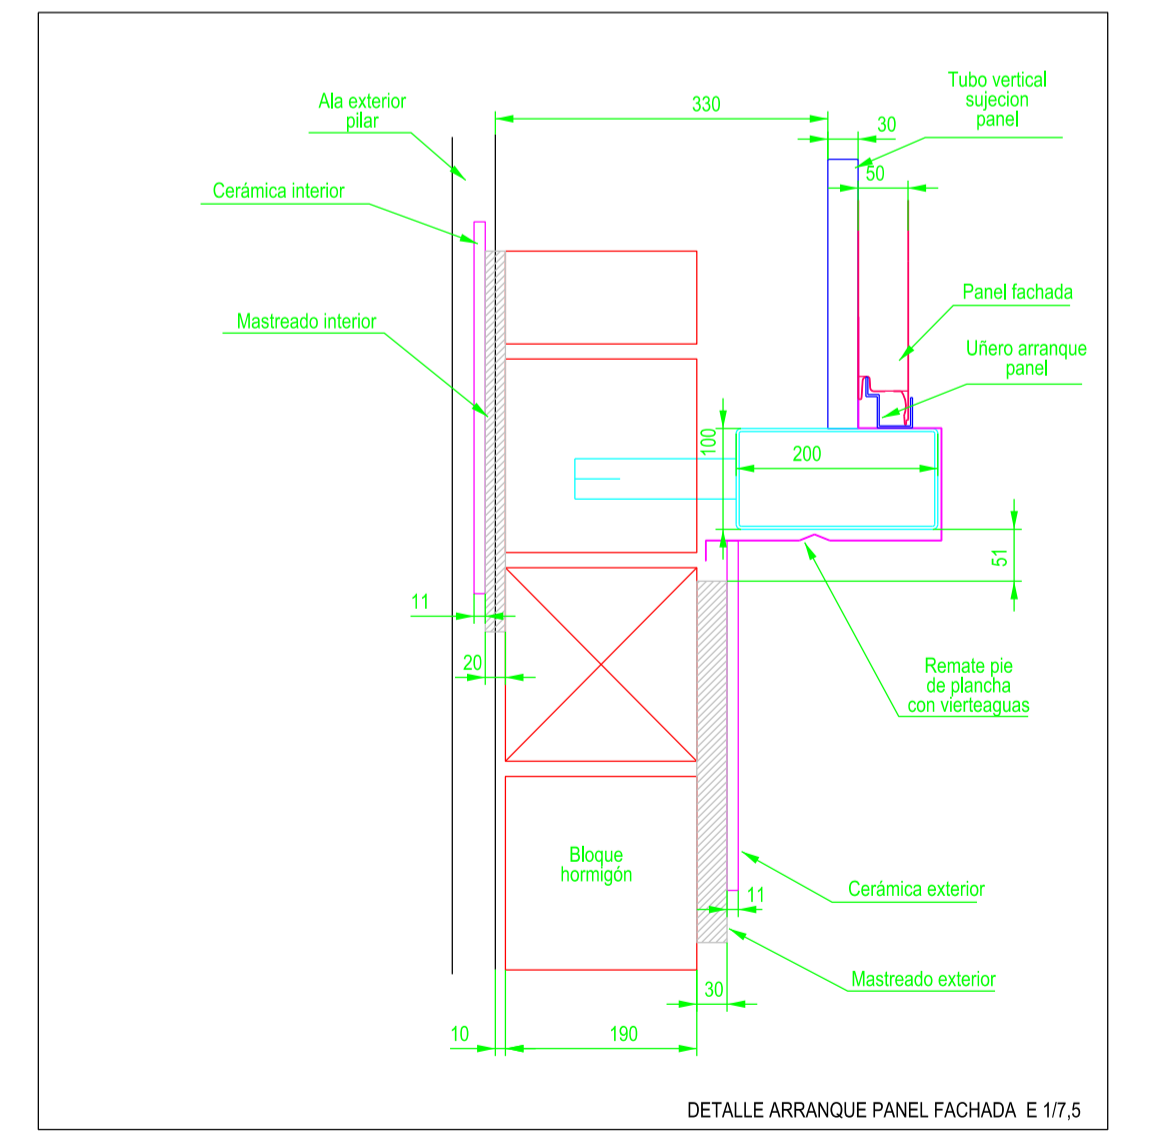 Tubo vertical
sujecion
panel
330
30
50
Ala exterior
pilar
Cerámica interior
Mastreado interior
Panel fachada
Uñero arranque
panel
100
200
51
11
20
Remate pie
de plancha
con vierteaguas
Bloque
hormigón
11
Cerámica exterior
Mastreado exterior
30
10
190
DETALLE ARRANQUE PANEL FACHADA E 1/7,5